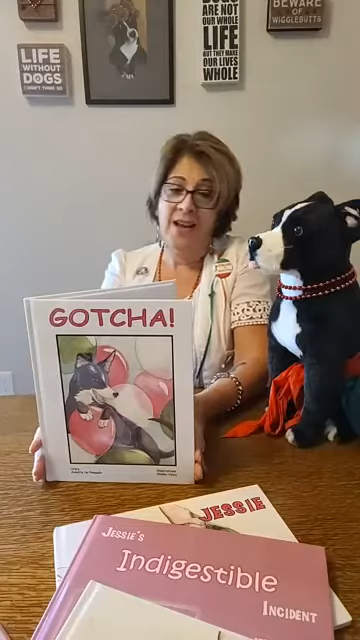 LIFE
WITHOUT
DOGS
I DON'T THINK SO
ARE NOT
OUR WHOLE
LIFE
BUT THEY MAKE
OUR LIVES
WHOLE
BEWARE OF
WIGGLEBUTTS
GOTCHA!
JESSIE
JESSIE'S
Indigestible
INCIDENT